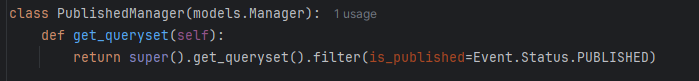 class PublishedManager(models.Manager): 1 usage
    def get_queryset(self):
        return super().get_queryset().filter(is_published=Event.Status.PUBLISHED)